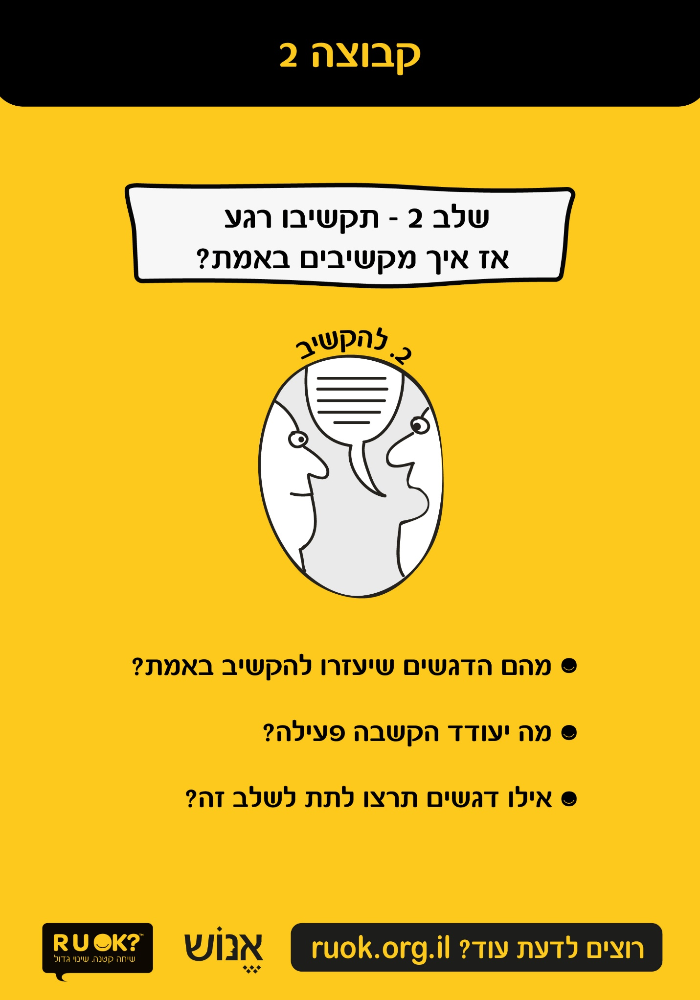 קבוצה 2
שלב 2 - תקשיבו רגע
אז איך מקשיבים באמת?
2. להקשיב
מהם הדגשים שיעזרו להקשיב באמת?
מה יעודד הקשבה פעילה?
אילו דגשים תרצו לתת לשלב זה?
רוצים לדעת עוד? ruok.org.il
אֱנוֹשׁ
R U OK?™
שיחה קטנה. שינוי גדול